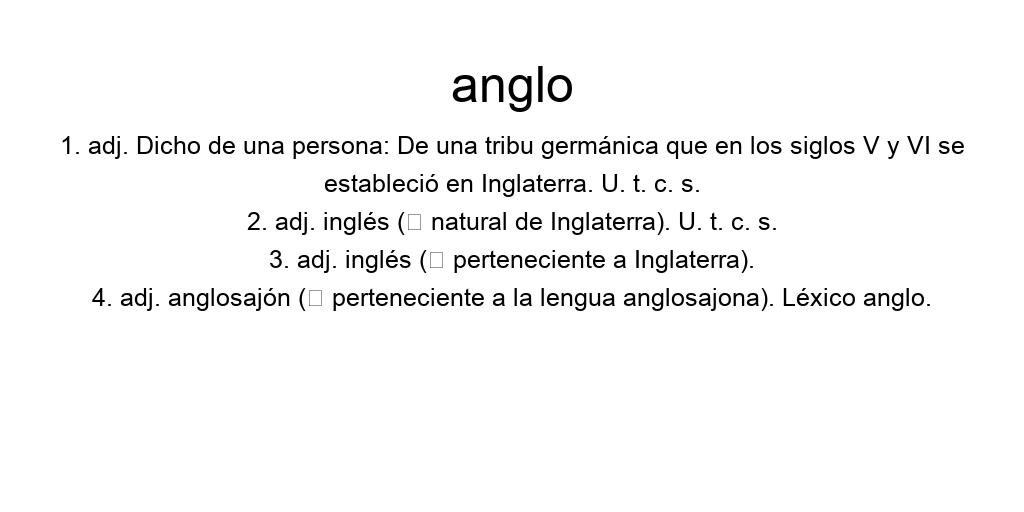 anglo
1. adj. Dicho de una persona: De una tribu germánica que en los siglos V y VI se
estableció en Inglaterra. U. t. c. s.
2. adj. inglés (□ natural de Inglaterra). U. t. c. s.
3. adj. inglés (□ perteneciente a Inglaterra).
4. adj. anglosajón (□ perteneciente a la lengua anglosajona). Léxico anglo.